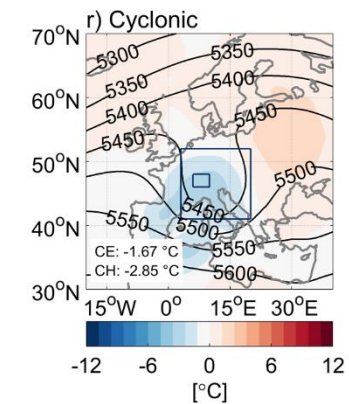 r) Cyclonic
70°N
5300
5350
5350
5400
60°N
5400
5450
5450
50°N
5500
5450
5550
5500
40°N
CE: -1.67 °C
5550
CH: -2.85 °C
5600
30°N
15°W 0° 15°E 30°E
-12 -6 0 6 12
[°C]